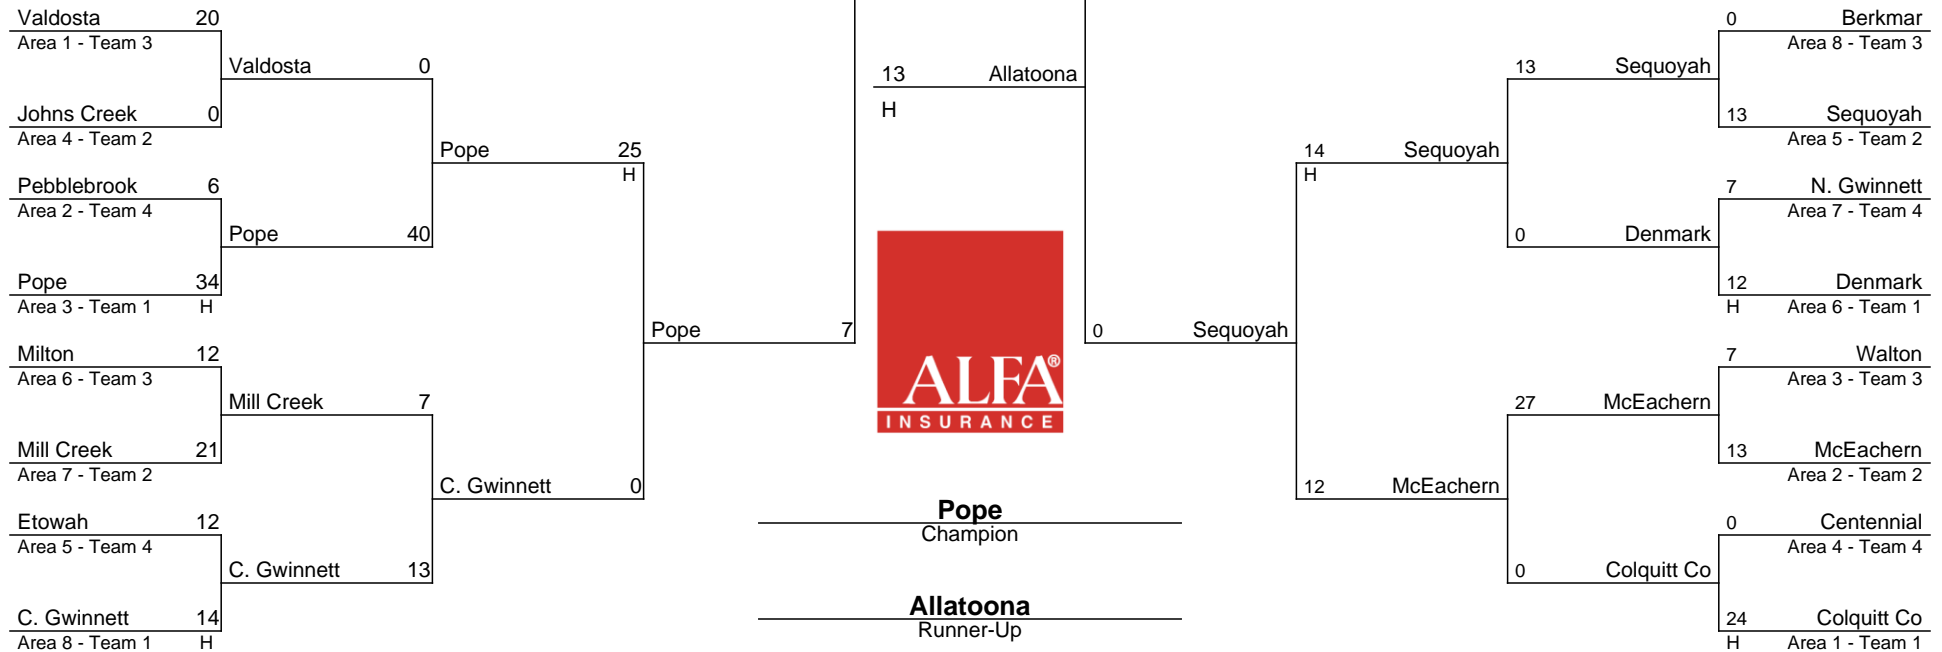 Valdosta 20
Area 1 - Team 3
Valdosta 0
Johns Creek 0
Area 4 - Team 2
Pope 25
H
Pebblebrook 6
Area 2 - Team 4
Pope 40
Pope 34
Area 3 - Team 1 H
Pope 7
Milton 12
Area 6 - Team 3
Mill Creek 7
Mill Creek 21
Area 7 - Team 2
C. Gwinnett 0
Etowah 12
Area 5 - Team 4
C. Gwinnett 13
C. Gwinnett 14
Area 8 - Team 1 H
13 Allatoona
H
ALFA®
INSURANCE
Pope
Champion
Allatoona
Runner-Up
0 Berkmar
Area 8 - Team 3
13 Sequoyah
13 Sequoyah
Area 5 - Team 2
14 Sequoyah
H
7 N. Gwinnett
Area 7 - Team 4
0 Denmark
12 Denmark
H Area 6 - Team 1
0 Sequoyah
7 Walton
Area 3 - Team 3
27 McEachern
13 McEachern
Area 2 - Team 2
12 McEachern
0 Centennial
Area 4 - Team 4
0 Colquitt Co
24 Colquitt Co
H Area 1 - Team 1